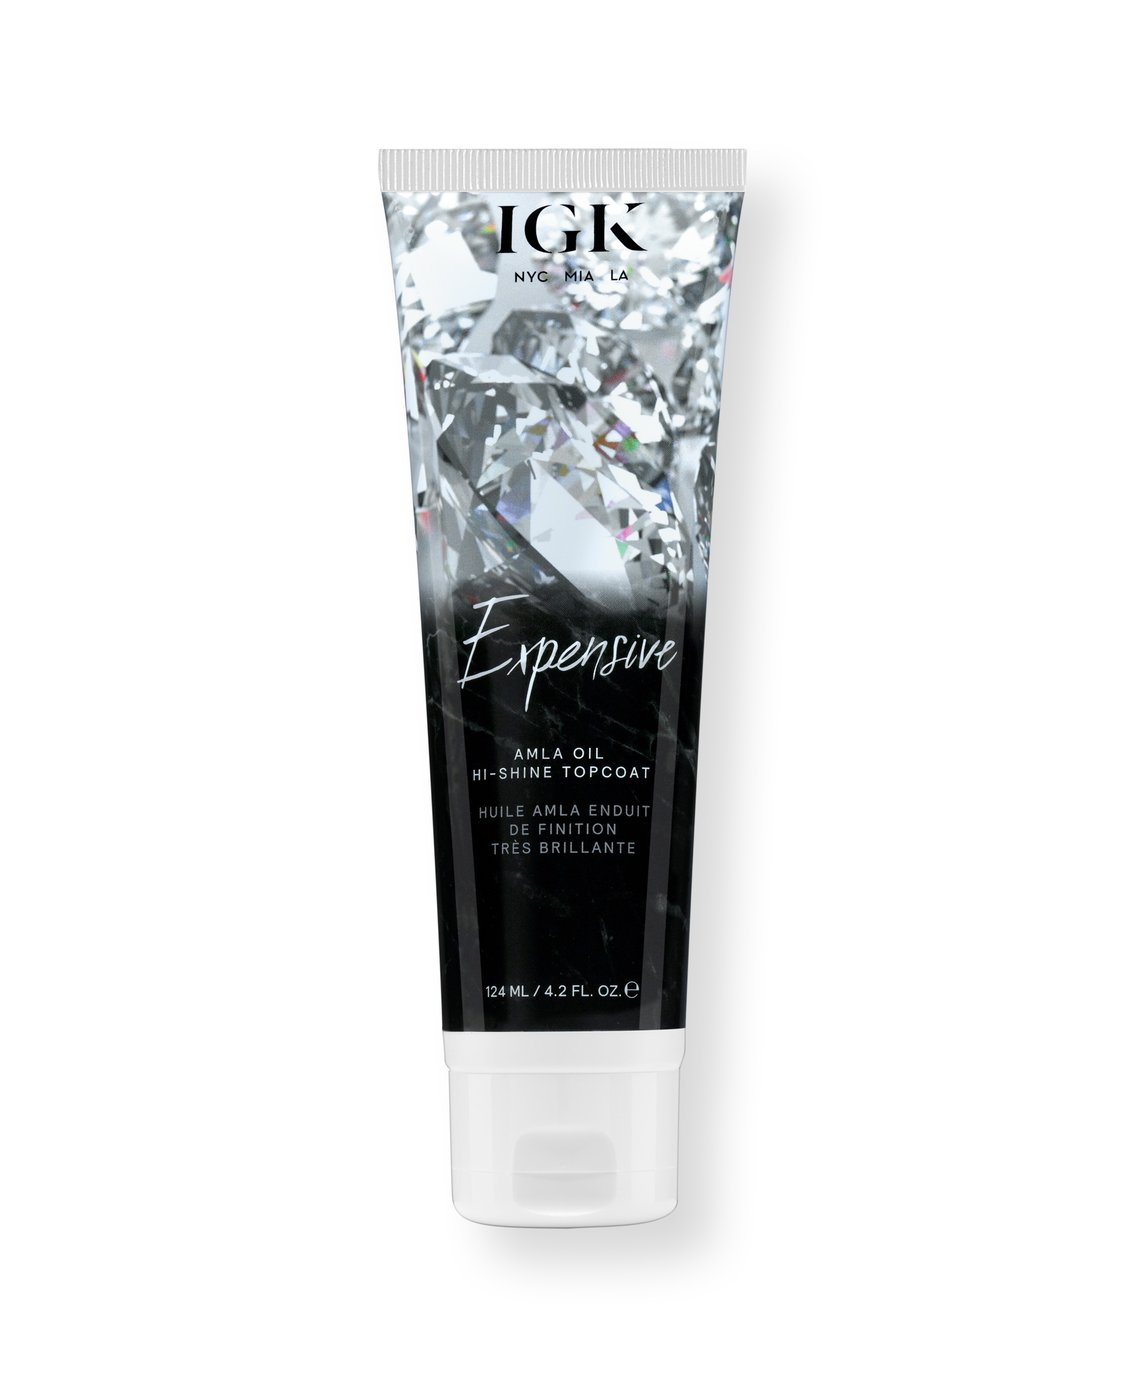 IGK
NYC MIA LA
Expensive
AMLA OIL
HI-SHINE TOPCOAT
HUILE AMLA ENDUIT
DE FINITION
TRÈS BRILLANTE
124 ML / 4.2 FL. OZ. ℮